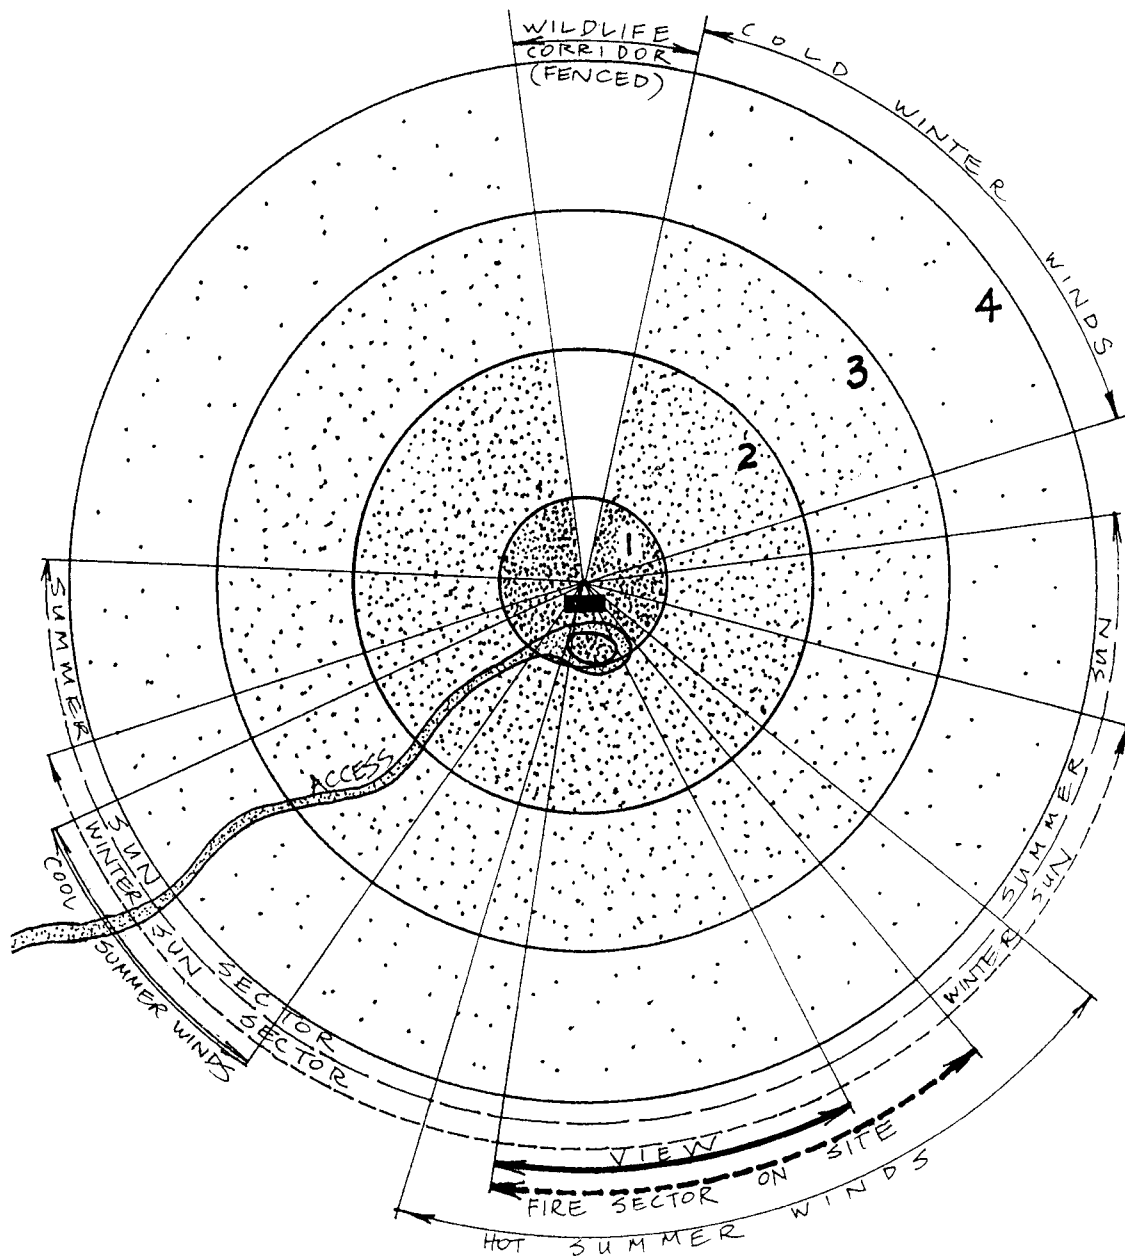 WILDLIFE
CORRIDOR
(FENCED)
COLD WINTER WINDS
4
3
2
1
SUMMER SUN SECTOR
SUMMER SUN
WINTER SUN SECTOR
WINTER SUN
ACCESS
COOL SUMMER WINDS
VIEW
FIRE SECTOR ON SITE
HOT SUMMER WINDS